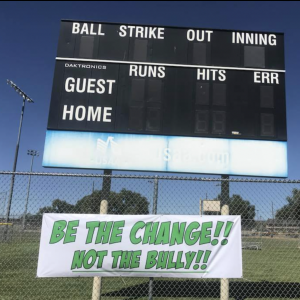 BALL STRIKE OUT INNING
DAKTRONICS
RUNS HITS ERR
GUEST
HOME
BE THE CHANGE!!
NOT THE BULLY!!